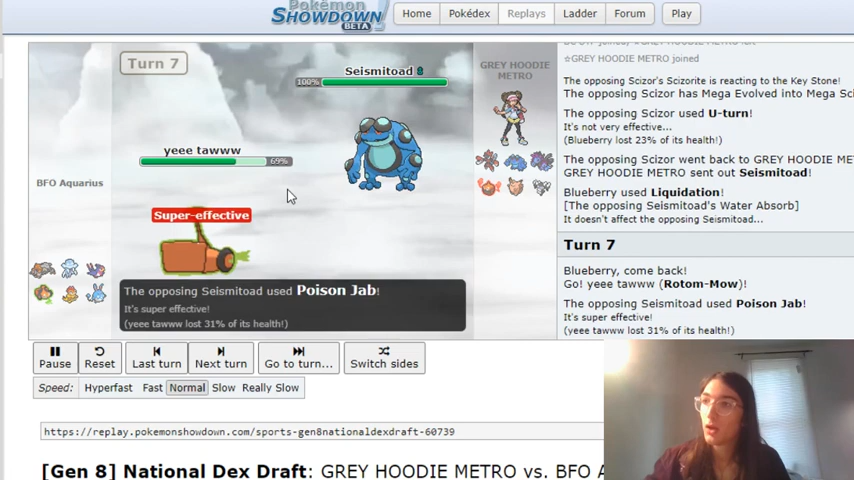 Pokémon
SHOWDOWN
BETA
Home
Pokédex
Replays
Ladder
Forum
Play
Turn 7
Seismitoad
100%
yeee tawww
69%
BFO Aquarius
Super-effective
The opposing Seismitoad used Poison Jab!
It's super effective!
(yeee tawww lost 31% of its health!)
GREY HOODIE
METRO
☆GREY HOODIE METRO joined
The opposing Scizor's Scizorite is reacting to the Key Stone!
The opposing Scizor has Mega Evolved into Mega Sci
The opposing Scizor used U-turn!
It's not very effective...
(Blueberry lost 23% of its health!)
The opposing Scizor went back to GREY HOODIE M
GREY HOODIE METRO sent out Seismitoad!
Blueberry used Liquidation!
[The opposing Seismitoad's Water Absorb]
It doesn't affect the opposing Seismitoad...
Turn 7
Blueberry, come back!
Go! yeee tawww (Rotom-Mow)!
The opposing Seismitoad used Poison Jab!
It's super effective!
(yeee tawww lost 31% of its health!)
Pause
Reset
Last turn
Next turn
Go to turn...
Switch sides
Speed:
Hyperfast
Fast
Normal
Slow
Really Slow
https://replay.pokemonshowdown.com/sports-gen8nationaldexdraft-60739
[Gen 8] National Dex Draft: GREY HOODIE METRO vs. BFO A